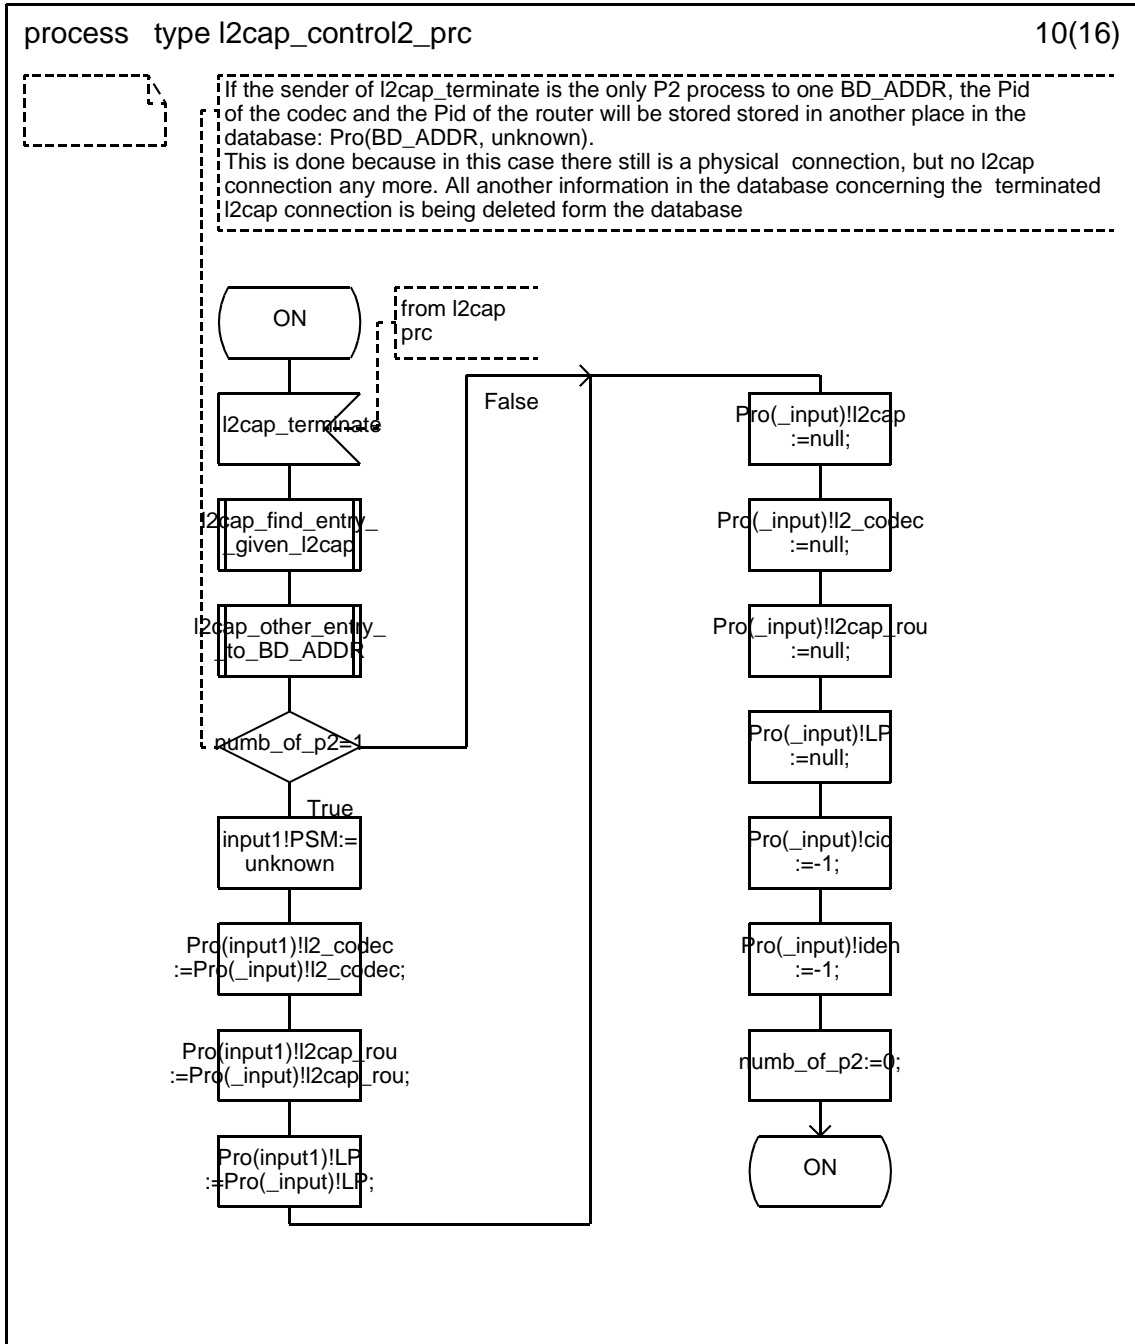 process type l2cap_control2_prc
10(16)
If the sender of l2cap_terminate is the only P2 process to one BD_ADDR, the Pid
of the codec and the Pid of the router will be stored stored in another place in the
database: Pro(BD_ADDR, unknown).
This is done because in this case there still is a physical connection, but no l2cap
connection any more. All another information in the database concerning the terminated
l2cap connection is being deleted form the database
ON
from l2cap
prc
l2cap_terminate
l2cap_find_entry_
_given_l2cap
l2cap_other_entry_
_to_BD_ADDR
numb_of_p2=1
False
True
input1!PSM:=
unknown
Pro(input1)!l2_codec
:=Pro(_input)!l2_codec;
Pro(input1)!l2cap_rou
:=Pro(_input)!l2cap_rou;
Pro(input1)!LP
:=Pro(_input)!LP;
Pro(_input)!l2cap
:=null;
Pro(_input)!l2_codec
:=null;
Pro(_input)!l2cap_rou
:=null;
Pro(_input)!LP
:=null;
Pro(_input)!cid
:=-1;
Pro(_input)!iden
:=-1;
numb_of_p2:=0;
ON